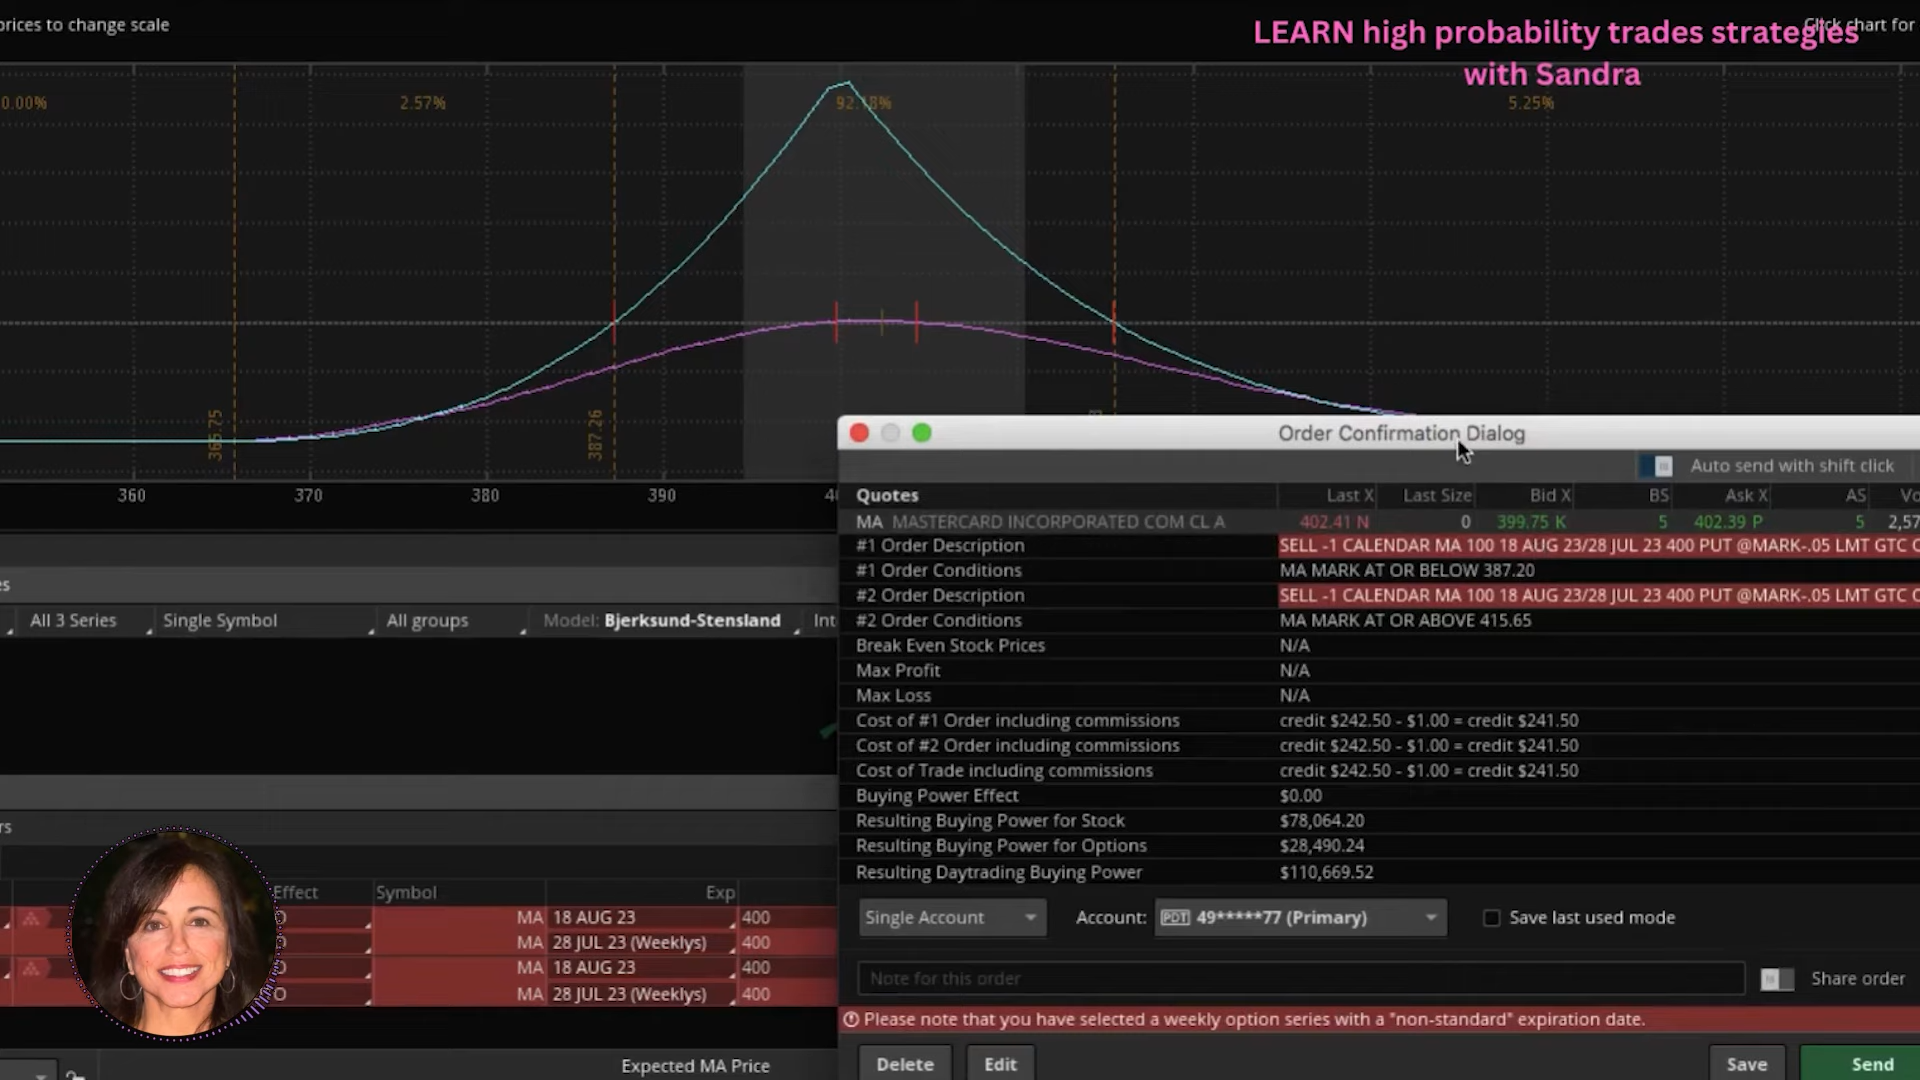 prices to change scale
LEARN high probability trades strategies
with Sandra
Click chart for
0.00%
2.57%
92.18%
5.25%
365.75
387.26
360
370
380
390
Order Confirmation Dialog
Auto send with shift click
Quotes Last X Last Size Bid X BS Ask X AS
MA MASTERCARD INCORPORATED COM CL A 402.41 N 0 399.75 K 5 402.39 P 5 2,57
#1 Order Description SELL -1 CALENDAR MA 100 18 AUG 23/28 JUL 23 400 PUT @MARK-.05 LMT GTC
#1 Order Conditions MA MARK AT OR BELOW 387.20
#2 Order Description SELL -1 CALENDAR MA 100 18 AUG 23/28 JUL 23 400 PUT @MARK-.05 LMT GTC
#2 Order Conditions MA MARK AT OR ABOVE 415.65
Break Even Stock Prices N/A
Max Profit N/A
Max Loss N/A
Cost of #1 Order including commissions credit $242.50 - $1.00 = credit $241.50
Cost of #2 Order including commissions credit $242.50 - $1.00 = credit $241.50
Cost of Trade including commissions credit $242.50 - $1.00 = credit $241.50
Buying Power Effect $0.00
Resulting Buying Power for Stock $78,064.20
Resulting Buying Power for Options $28,490.24
Resulting Daytrading Buying Power $110,669.52
Single Account Account: PDT 49*****77 (Primary) Save last used mode
Note for this order Share order
Please note that you have selected a weekly option series with a "non-standard" expiration date.
Delete Edit Save Send
All 3 Series Single Symbol All groups Model: Bjerksund-Stensland Int
Effect Symbol Exp
MA 18 AUG 23 400
MA 28 JUL 23 (Weeklys) 400
MA 18 AUG 23 400
MA 28 JUL 23 (Weeklys) 400
Expected MA Price